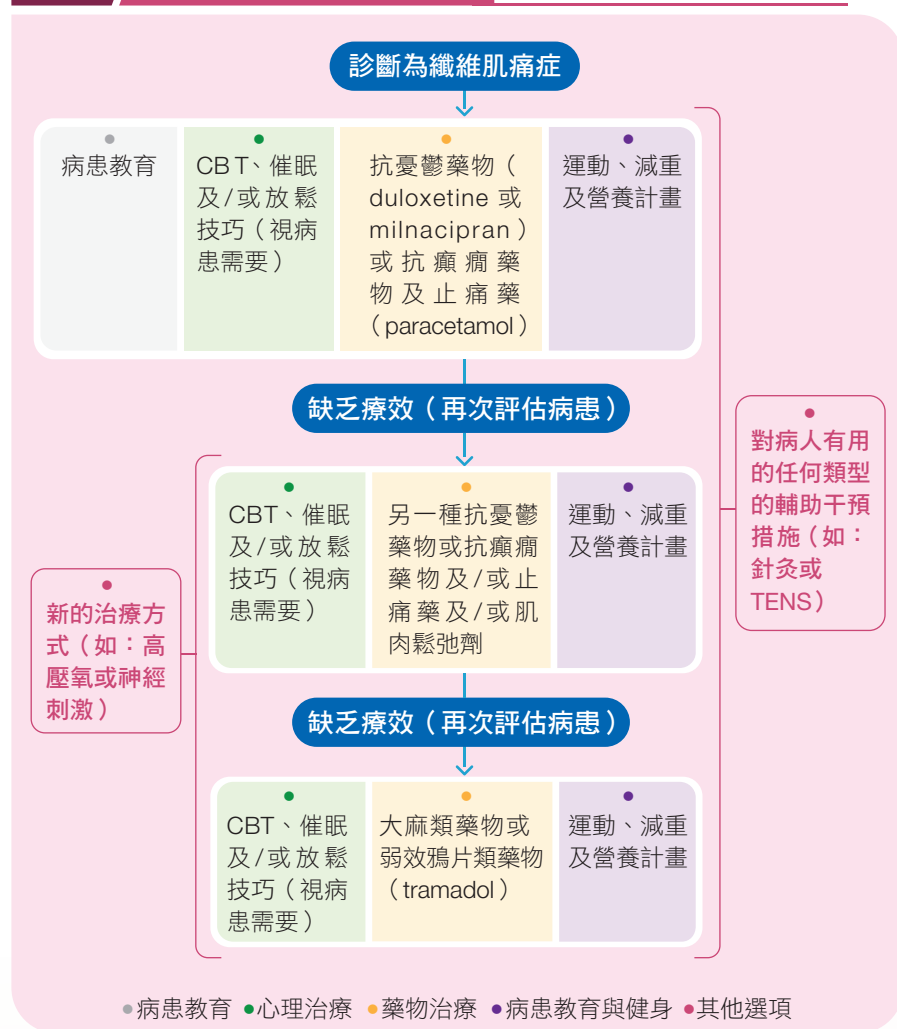 診斷為纖維肌痛症
病患教育
CBT、催眠
及/或放鬆
技巧（視病
患需要）
抗憂鬱藥物（
duloxetine 或
milnacipran）
或抗癲癇藥
物及止痛藥
（paracetamol）
運動、減重
及營養計畫
缺乏療效（再次評估病患）
對病人有用
的任何類型
的輔助干預
措施（如：
針灸或
TENS）
CBT、催眠
及/或放鬆
技巧（視病
患需要）
另一種抗憂鬱
藥物或抗癲癇
藥物及/或止
痛藥及/或肌
肉鬆弛劑
運動、減重
及營養計畫
新的治療方
式（如：高
壓氧或神經
刺激）
缺乏療效（再次評估病患）
CBT、催眠
及/或放鬆
技巧（視病
患需要）
大麻類藥物或
弱效鴉片類藥物
（tramadol）
運動、減重
及營養計畫
•病患教育 •心理治療 •藥物治療 •病患教育與健身 •其他選項